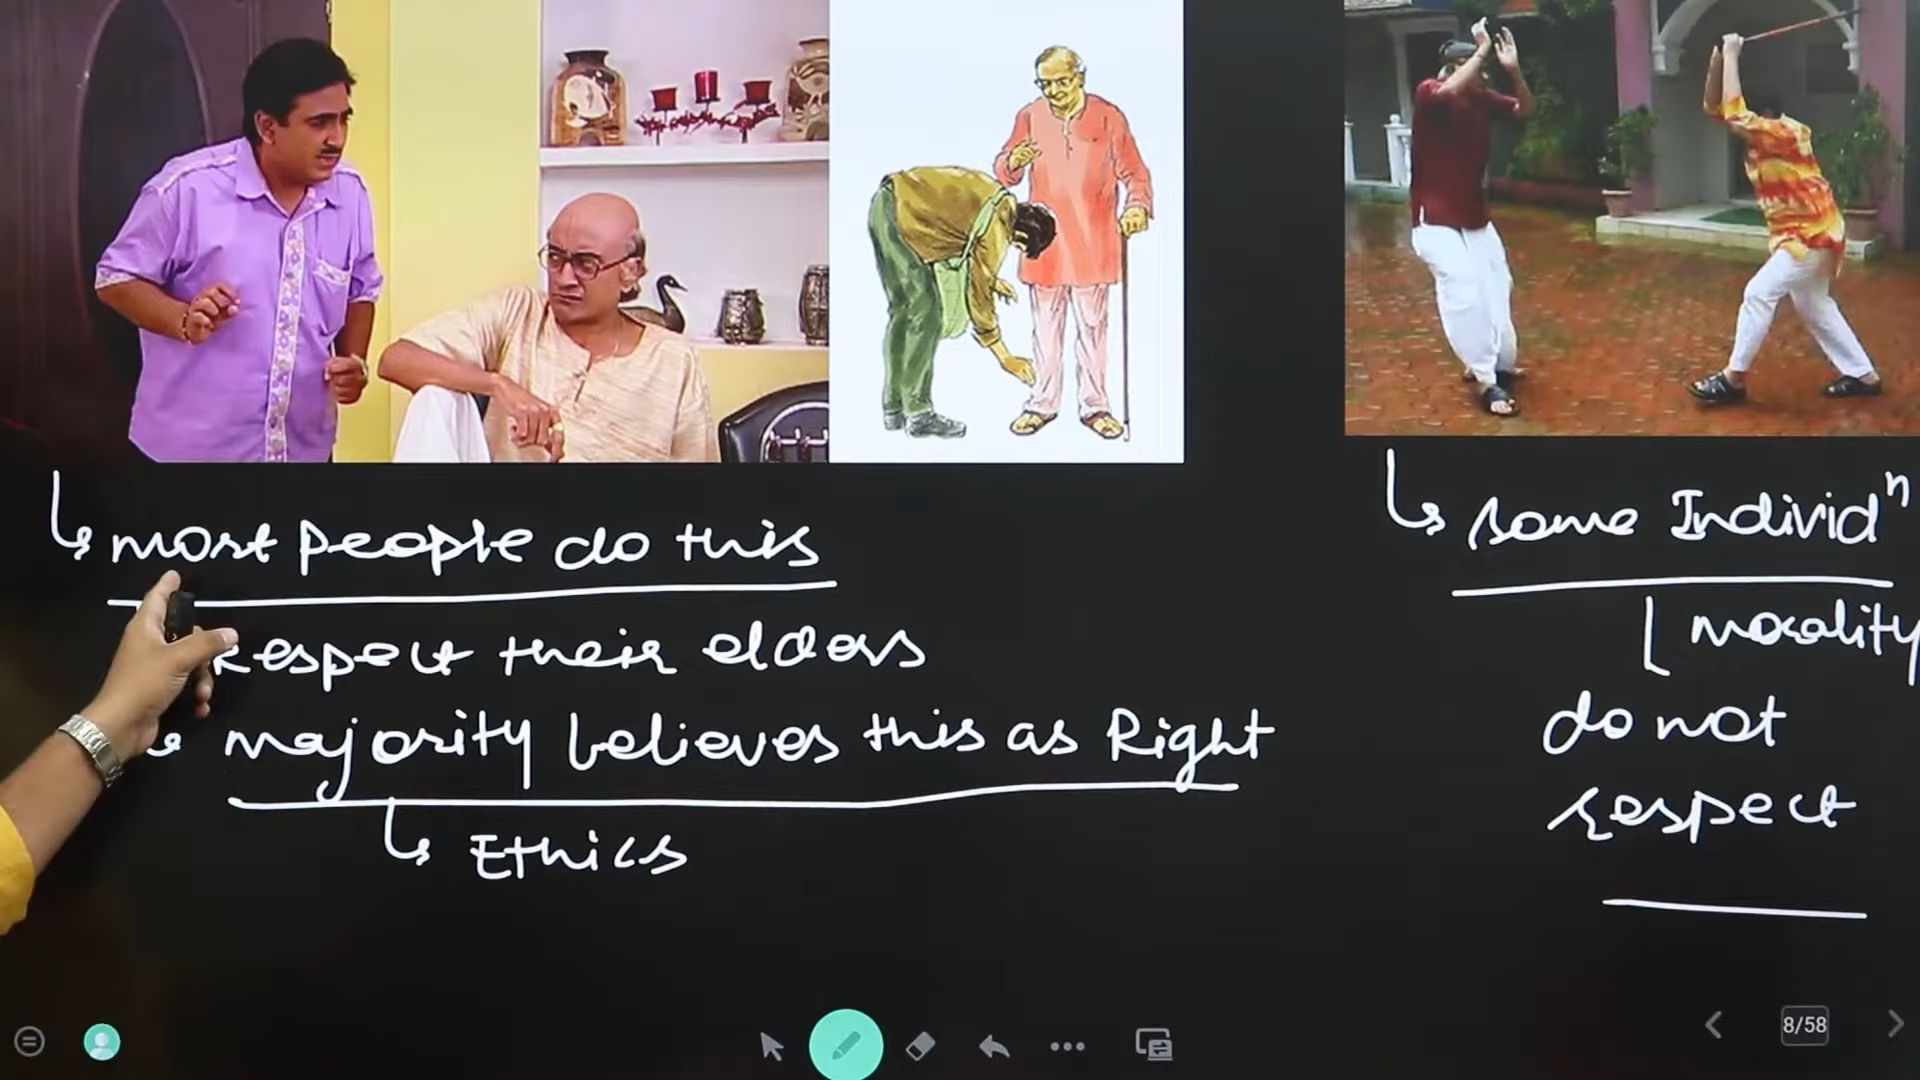 most people do this
Respect their elders
majority believes this as Right
Ethics
some Individⁿ
morality
do not
respect
8/58